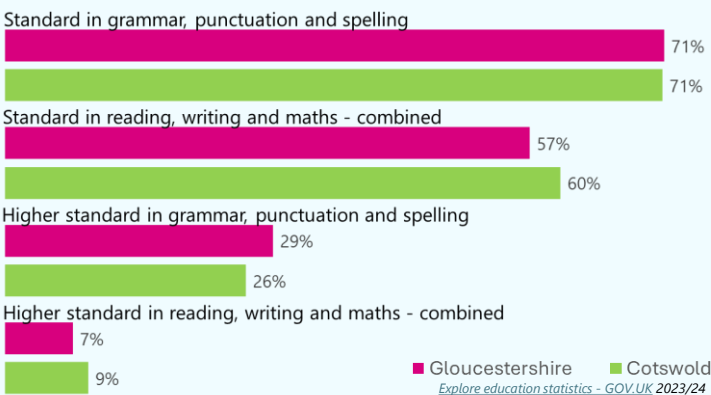 Standard in grammar, punctuation and spelling
71%
71%
Standard in reading, writing and maths - combined
57%
60%
Higher standard in grammar, punctuation and spelling
29%
26%
Higher standard in reading, writing and maths - combined
7%
9%
Gloucestershire Cotswold
Explore education statistics - GOV.UK 2023/24